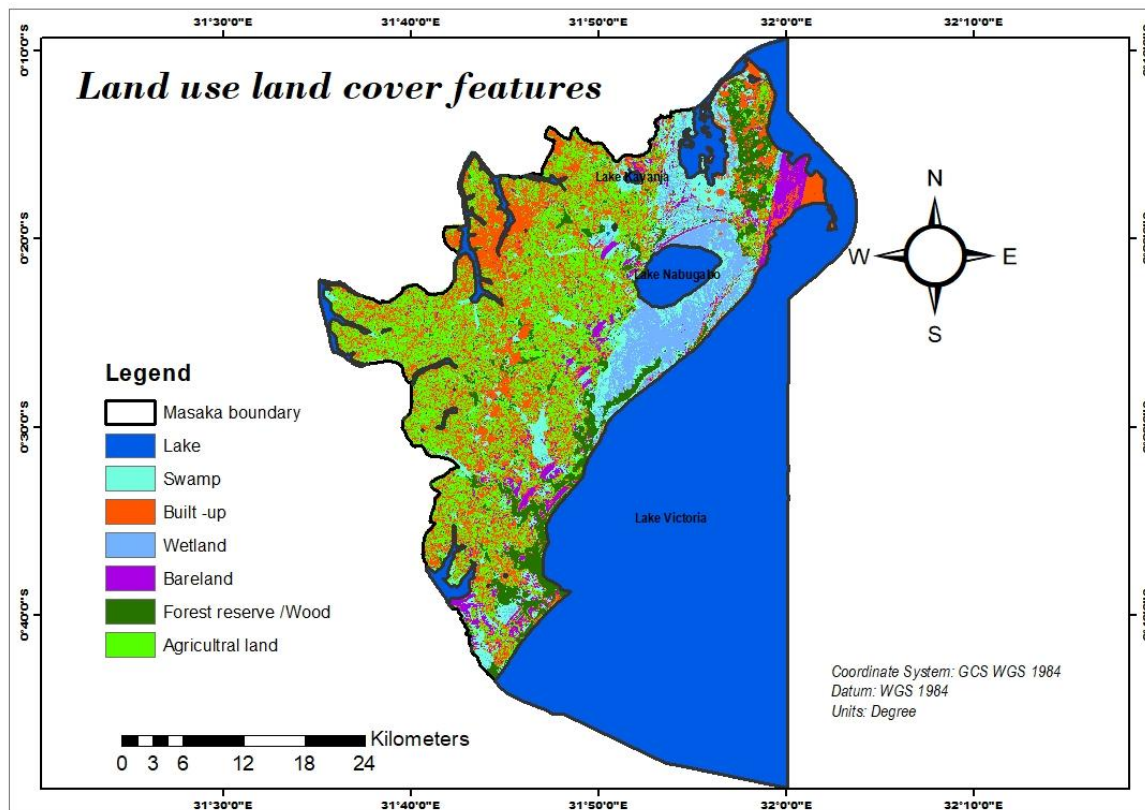 31°30'0"E 31°40'0"E 31°50'0"E 32°0'0"E 32°10'0"E
0°10'0"S
Land use land cover features
Lake Kayanja
N
0°20'0"S
W E
Lake Nabugabo
S
Legend
Masaka boundary
0°30'0"S
Lake
Swamp
Built -up
Lake Victoria
Wetland
Bareland
Forest reserve /Wood
0°40'0"S
Agricultral land
Coordinate System: GCS WGS 1984
Datum: WGS 1984
Units: Degree
Kilometers
0 3 6 12 18 24
31°30'0"E 31°40'0"E 31°50'0"E 32°0'0"E 32°10'0"E